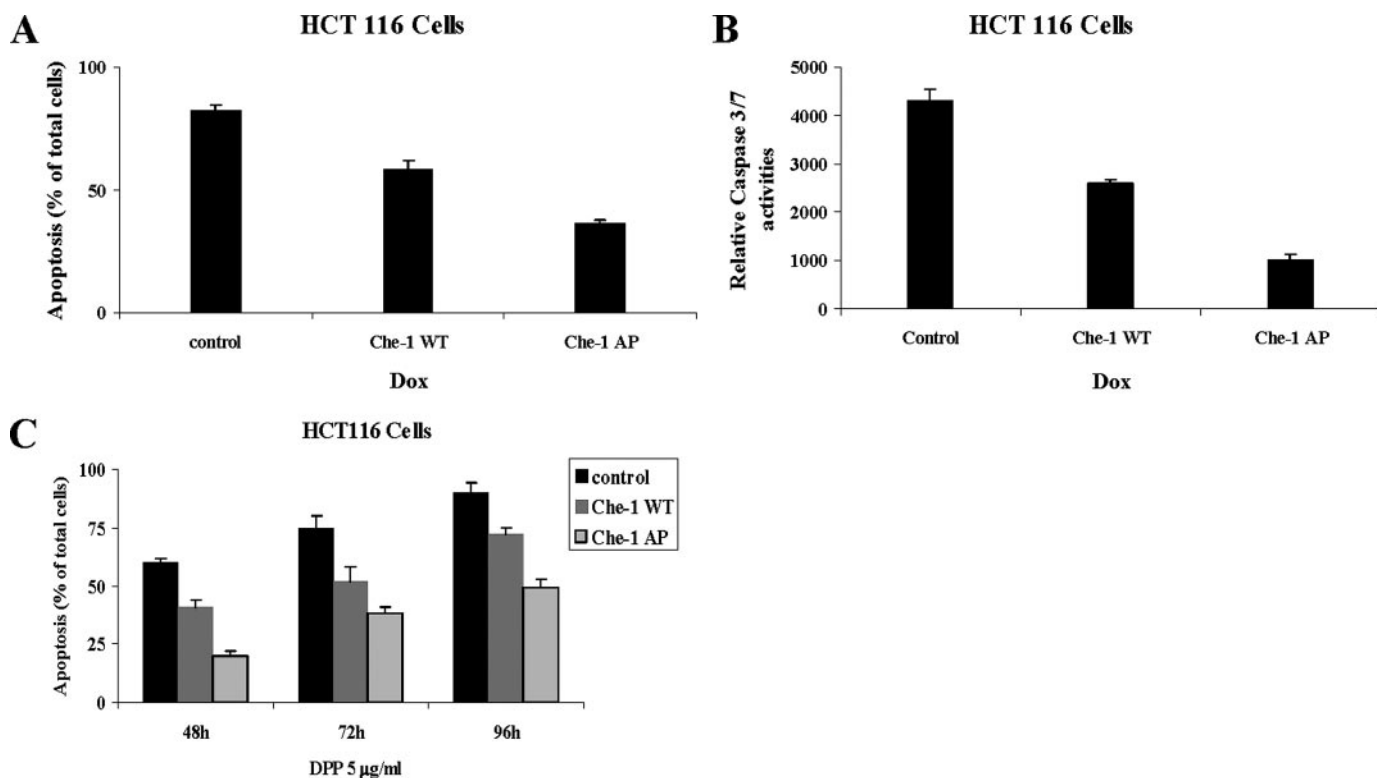 A
HCT 116 Cells
Apoptosis (% of total cells)
100
50
0
control
Che-1 WT
Che-1 AP
Dox
B
HCT 116 Cells
Relative Caspase 3/7
activities
5000
4000
3000
2000
1000
0
Control
Che-1 WT
Che-1 AP
Dox
C
HCT116 Cells
Apoptosis (% of total cells)
100
75
50
25
0
48h
72h
96h
DPP 5 µg/ml
control
Che-1 WT
Che-1 AP